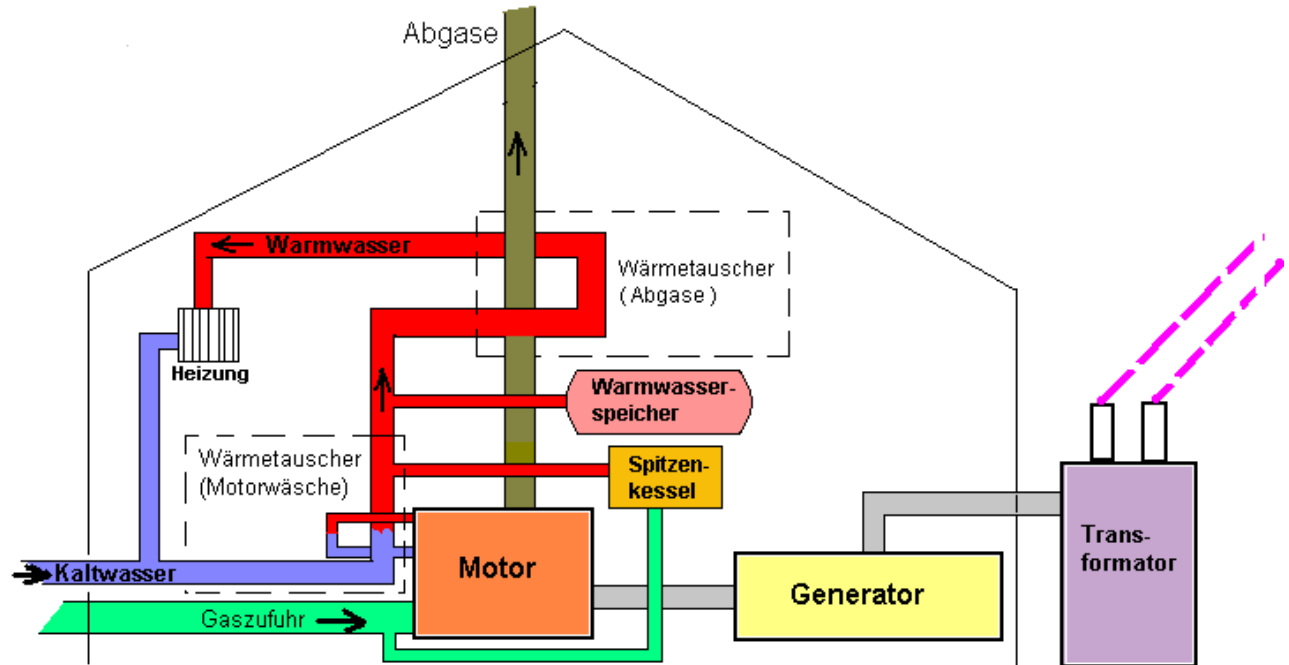 Abgase
Warmwasser
Wärmetauscher
( Abgase )
Heizung
Warmwasser-
speicher
Wärmetauscher
(Motorwäsche)
Spitzen-
kessel
Trans-
formator
Kaltwasser
Motor
Generator
Gaszufuhr